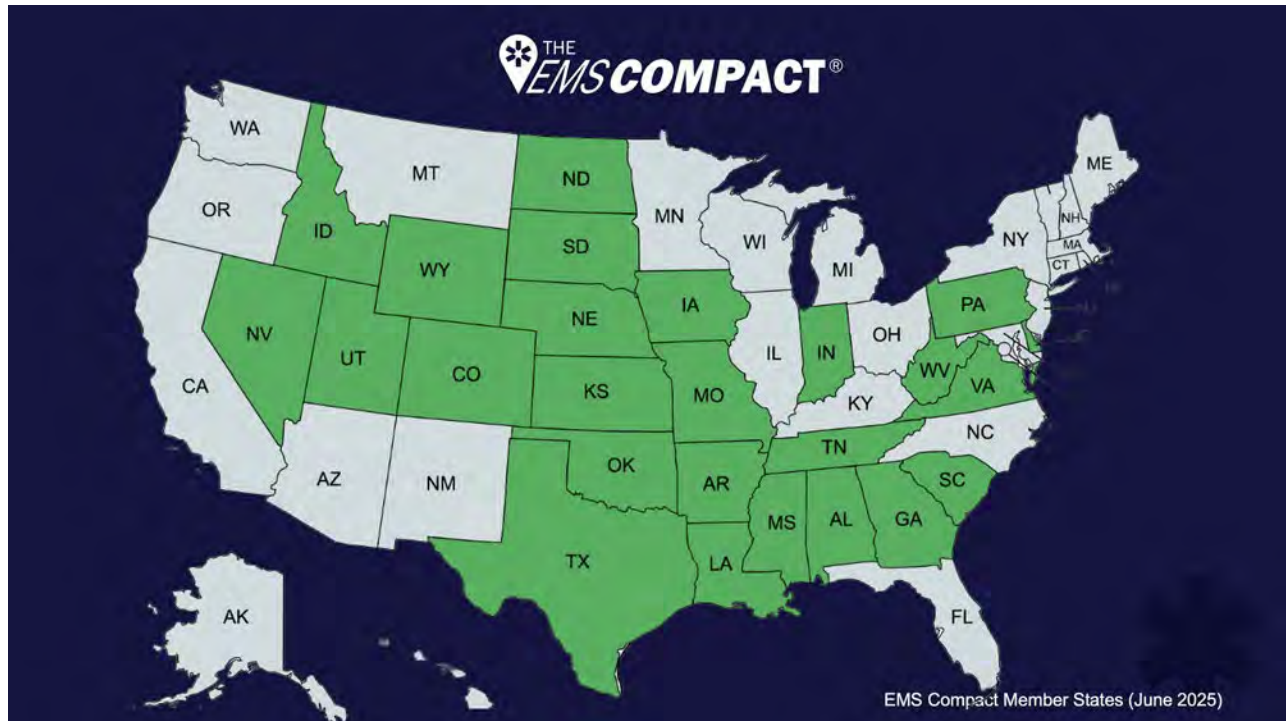 THE
EMSCOMPACT®
WA
MT
ND
MN
ME
OR
ID
SD
WI
MI
NY
NH
MA
CT
WY
NE
IA
PA
NV
UT
CO
KS
MO
IL
IN
OH
WV
VA
KY
CA
AZ
NM
OK
AR
TN
NC
SC
TX
LA
MS
AL
GA
AK
FL
EMS Compact Member States (June 2025)